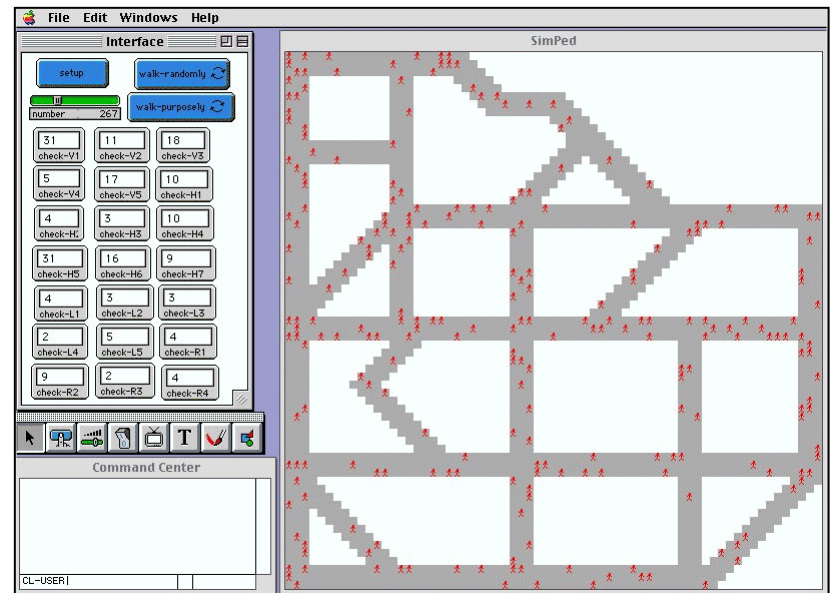 File Edit Windows Help
Interface
SimPed
setup
walk-randomly
walk-purposely
number 267
31 11 18
check-V1 check-V2 check-V3
5 17 10
check-V4 check-V5 check-H1
4 3 10
check-H2 check-H3 check-H4
31 16 9
check-H5 check-H6 check-H7
4 3 3
check-L1 check-L2 check-L3
2 5 4
check-L4 check-L5 check-R1
9 2 4
check-R2 check-R3 check-R4
T
Command Center
CL-USER